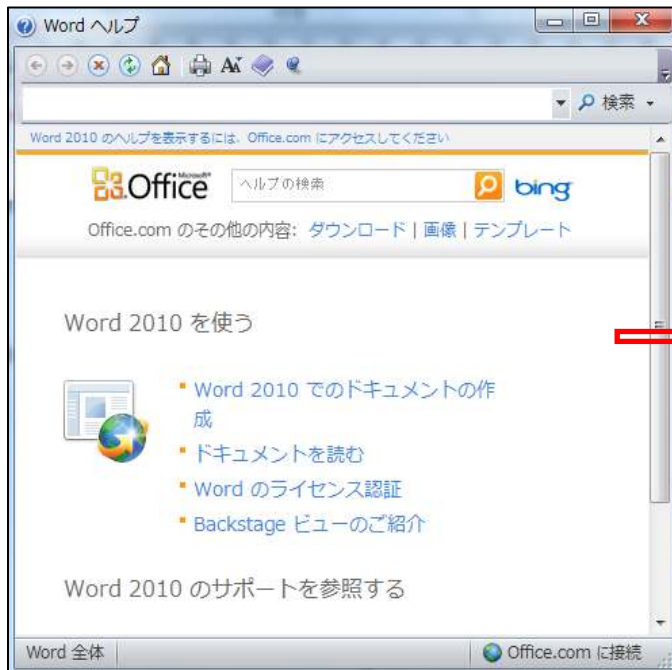 Word ヘルプ
検索
Word 2010 のヘルプを表示するには、Office.com にアクセスしてください
Microsoft®
Office ヘルプの検索 bing
Office.com のその他の内容: ダウンロード | 画像 | テンプレート
Word 2010 を使う
Word 2010 でのドキュメントの作
成
ドキュメントを読む
Word のライセンス認証
Backstage ビューのご紹介
Word 2010 のサポートを参照する
Word 全体 Office.com に接続